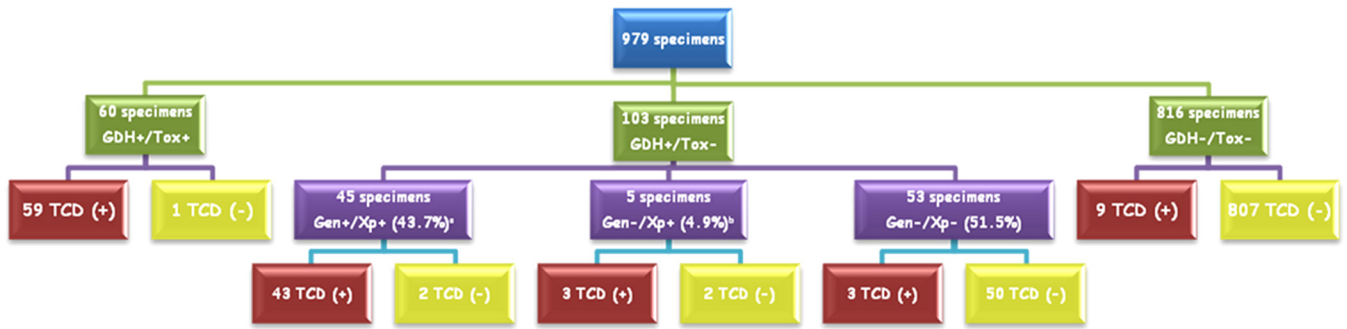 979 specimens
60 specimens
GDH+/Tox+
103 specimens
GDH+/Tox-
816 specimens
GDH-/Tox-
59 TCD (+)
1 TCD (-)
45 specimens
Gen+/Xp+ (43.7%)ᵃ
5 specimens
Gen-/Xp+ (4.9%)ᵇ
53 specimens
Gen-/Xp- (51.5%)
9 TCD (+)
807 TCD (-)
43 TCD (+)
2 TCD (-)
3 TCD (+)
2 TCD (-)
3 TCD (+)
50 TCD (-)